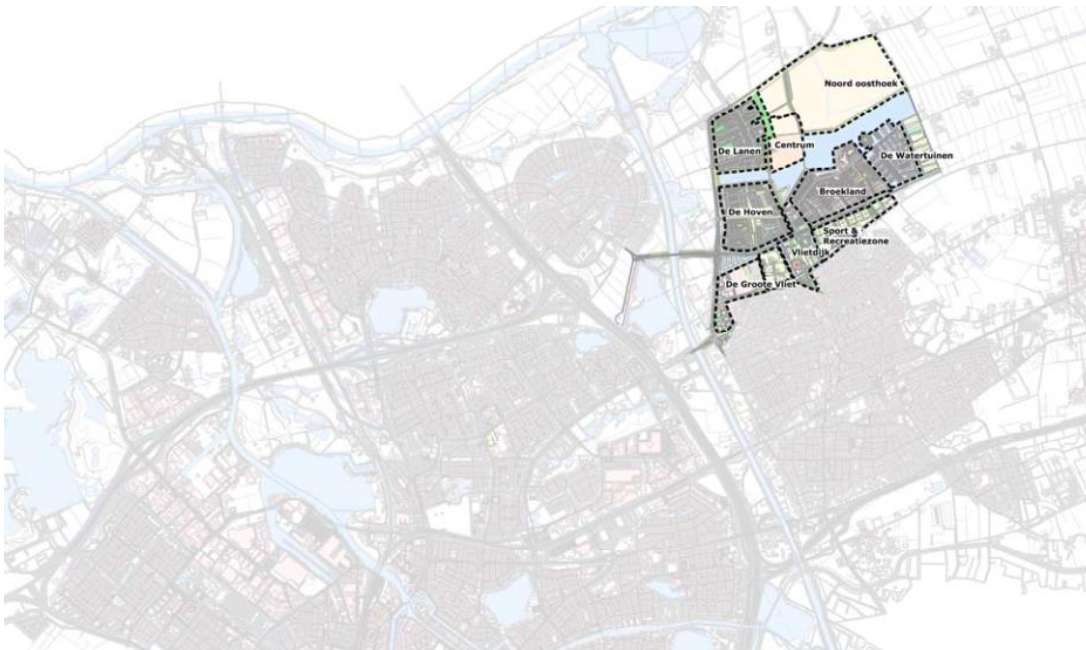 Noord oosthoek
De Lanen
Centrum
De Watertuinen
Broekland
De Hoven
Sport &
Recreatiezone
Vlietdijk
De Groote Vliet